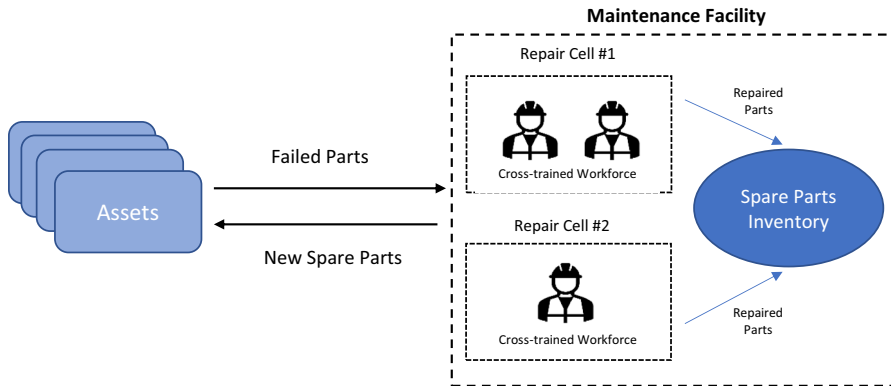 Maintenance Facility
Repair Cell #1
Cross-trained Workforce
Repaired
Parts
Failed Parts
Assets
New Spare Parts
Spare Parts
Inventory
Repair Cell #2
Cross-trained Workforce
Repaired
Parts